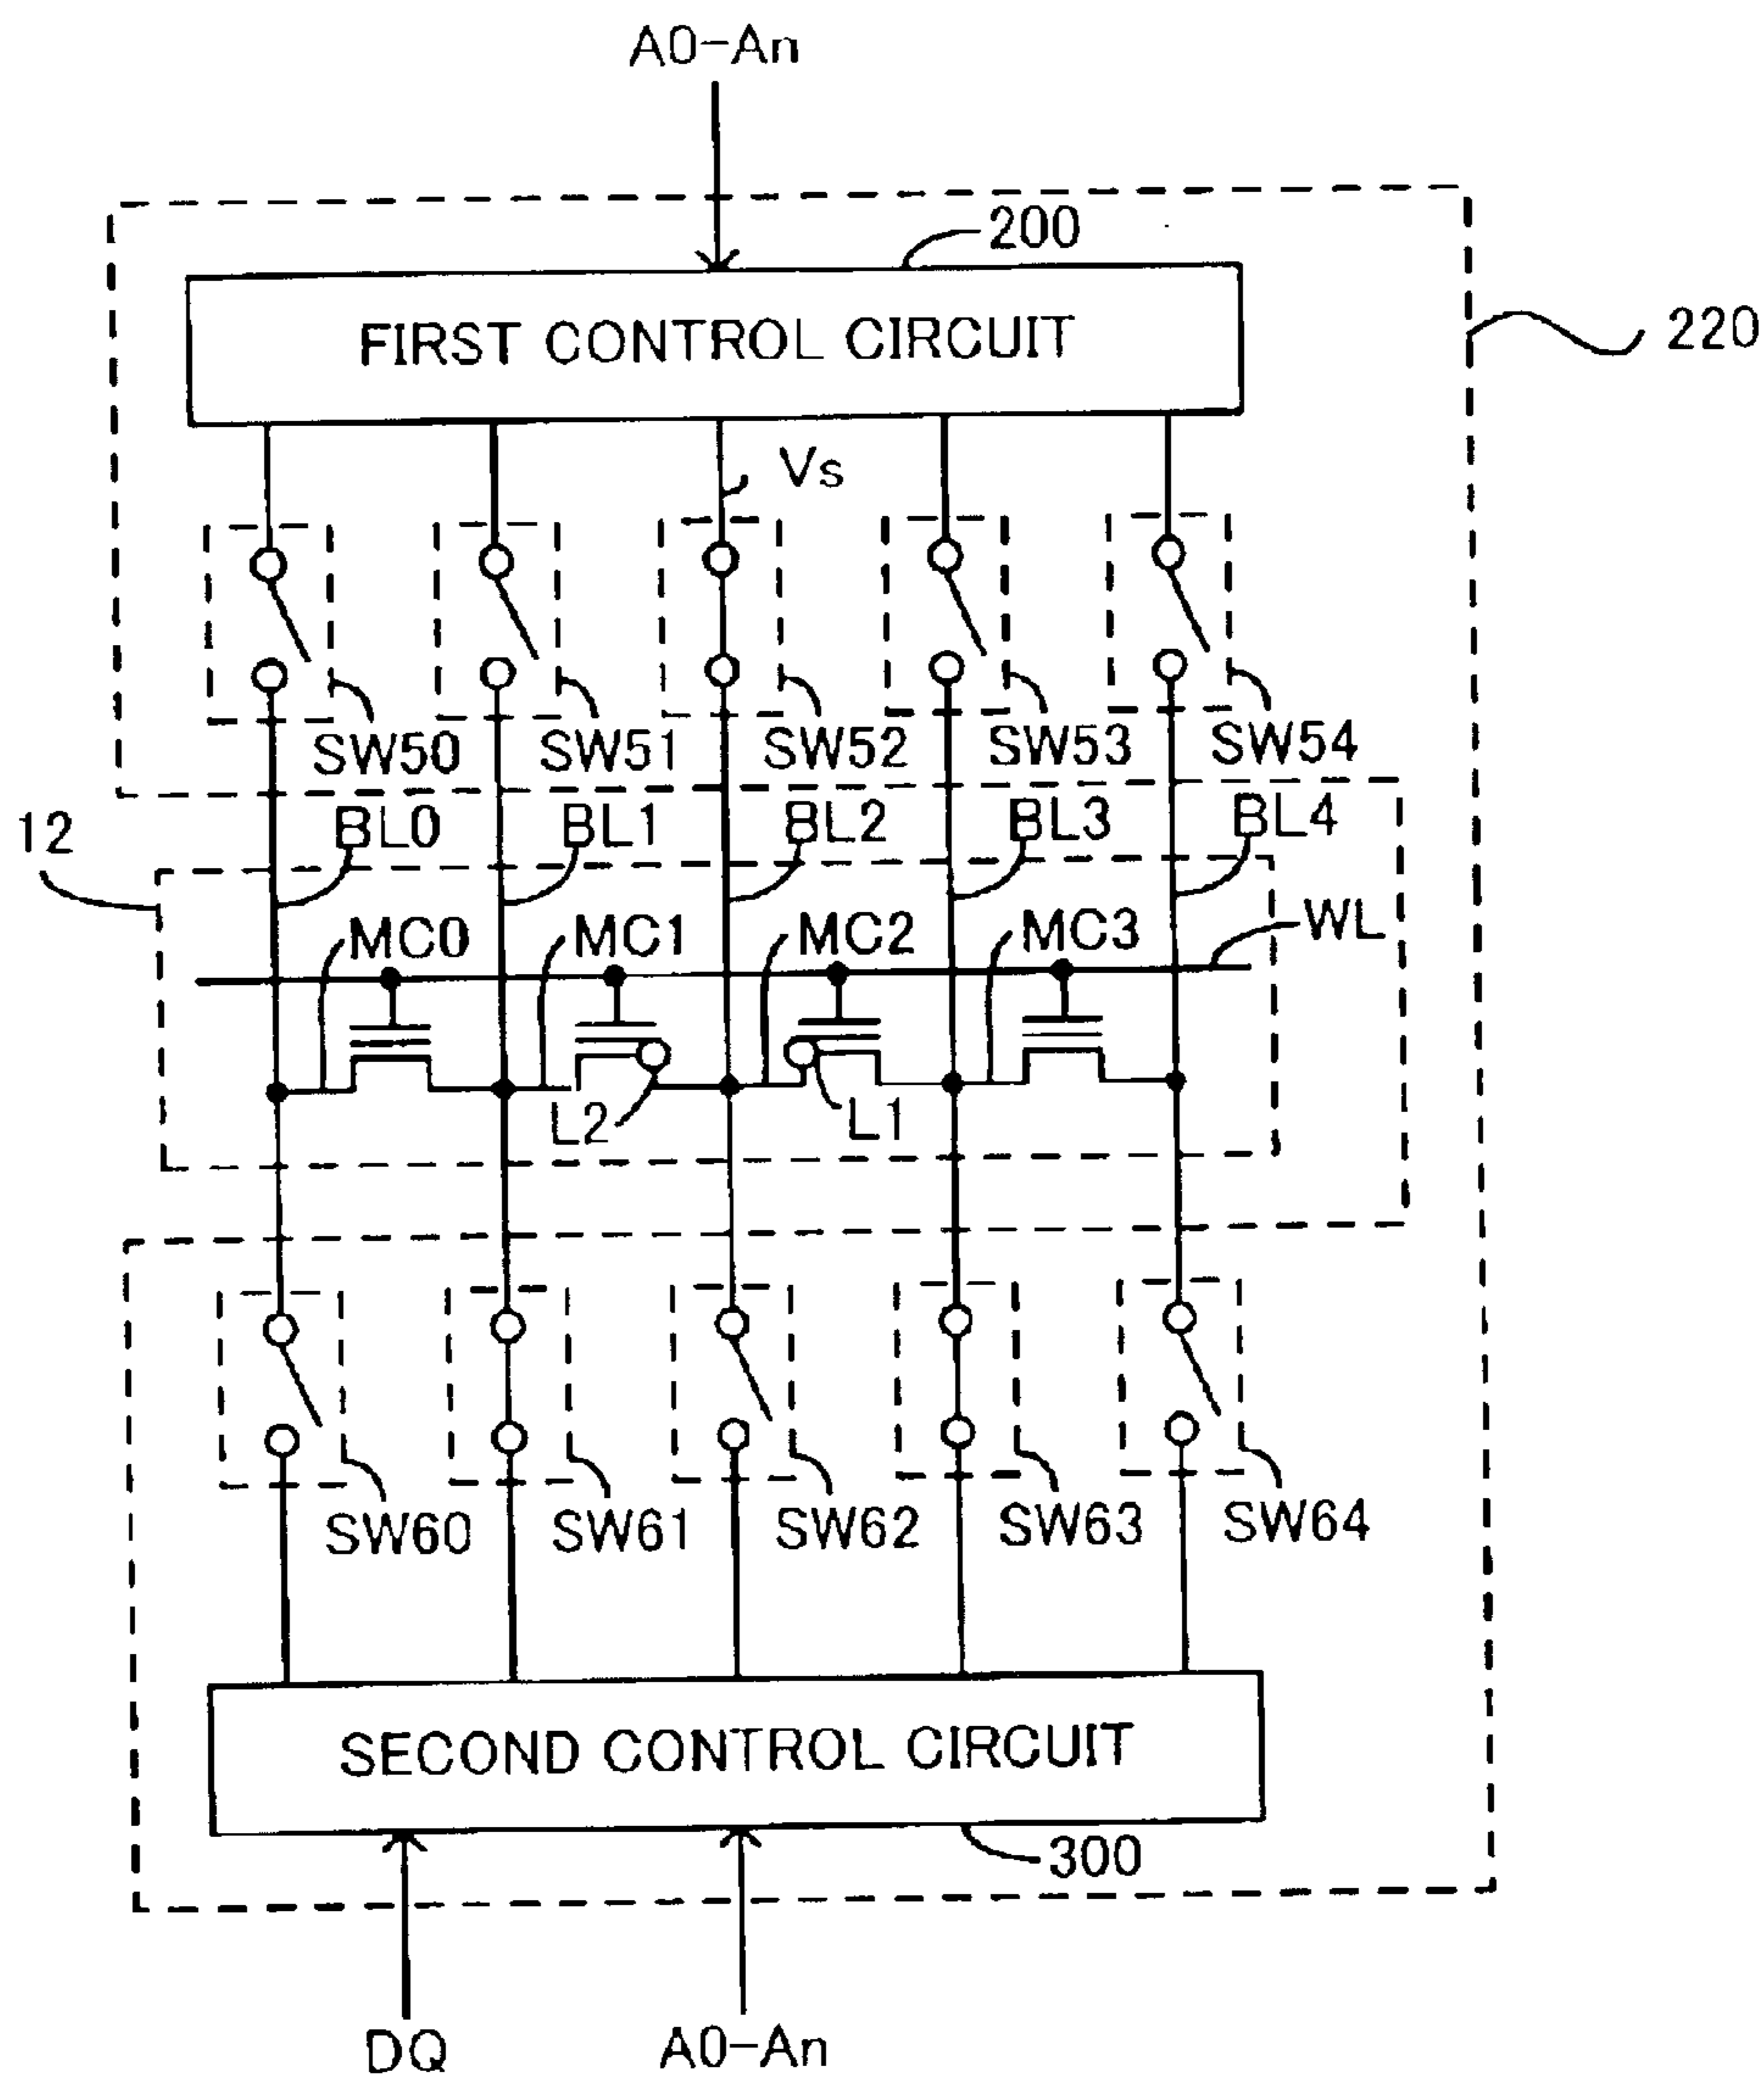 A0-An
200
FIRST CONTROL CIRCUIT
220
Vs
SW50 SW51 SW52 SW53 SW54
12
BL0 BL1 BL2 BL3 BL4
MC0 MC1 MC2 MC3 WL
L2 L1
SW60 SW61 SW62 SW63 SW64
SECOND CONTROL CIRCUIT
300
DQ A0-An